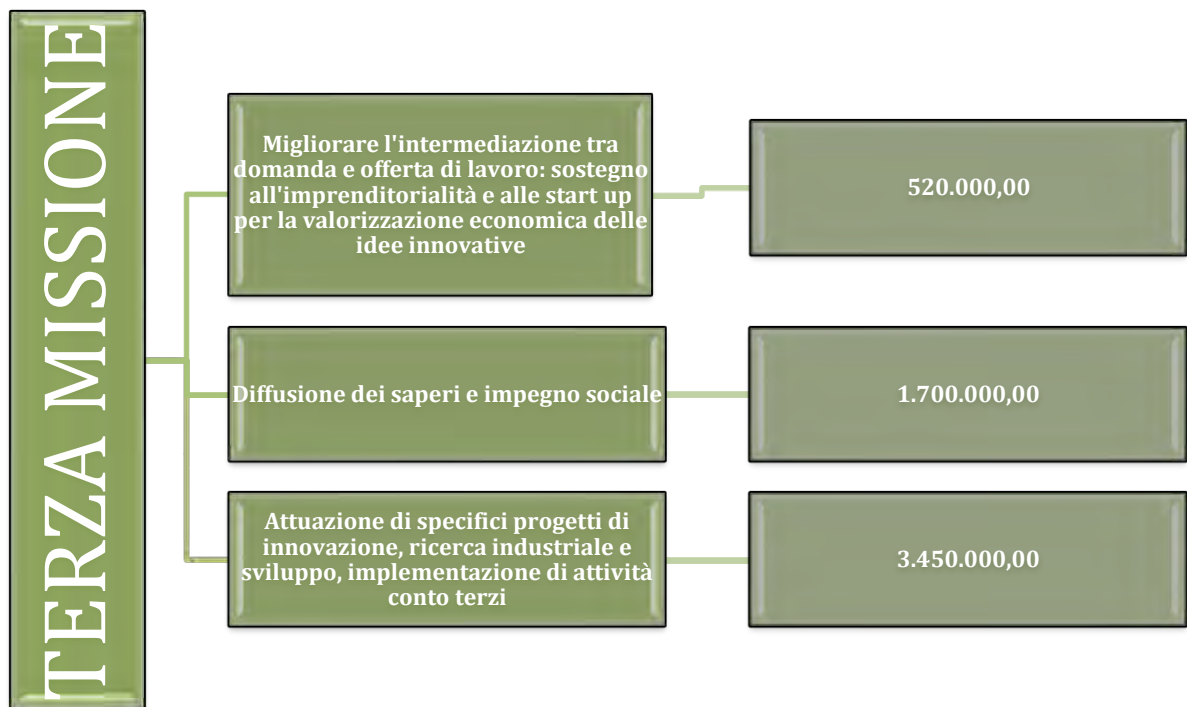 TERZA MISSIONE
Migliorare l'intermediazione tra
domanda e offerta di lavoro: sostegno
all'imprenditorialità e alle start up
per la valorizzazione economica delle
idee innovative
520.000,00
Diffusione dei saperi e impegno sociale
1.700.000,00
Attuazione di specifici progetti di
innovazione, ricerca industriale e
sviluppo, implementazione di attività
conto terzi
3.450.000,00